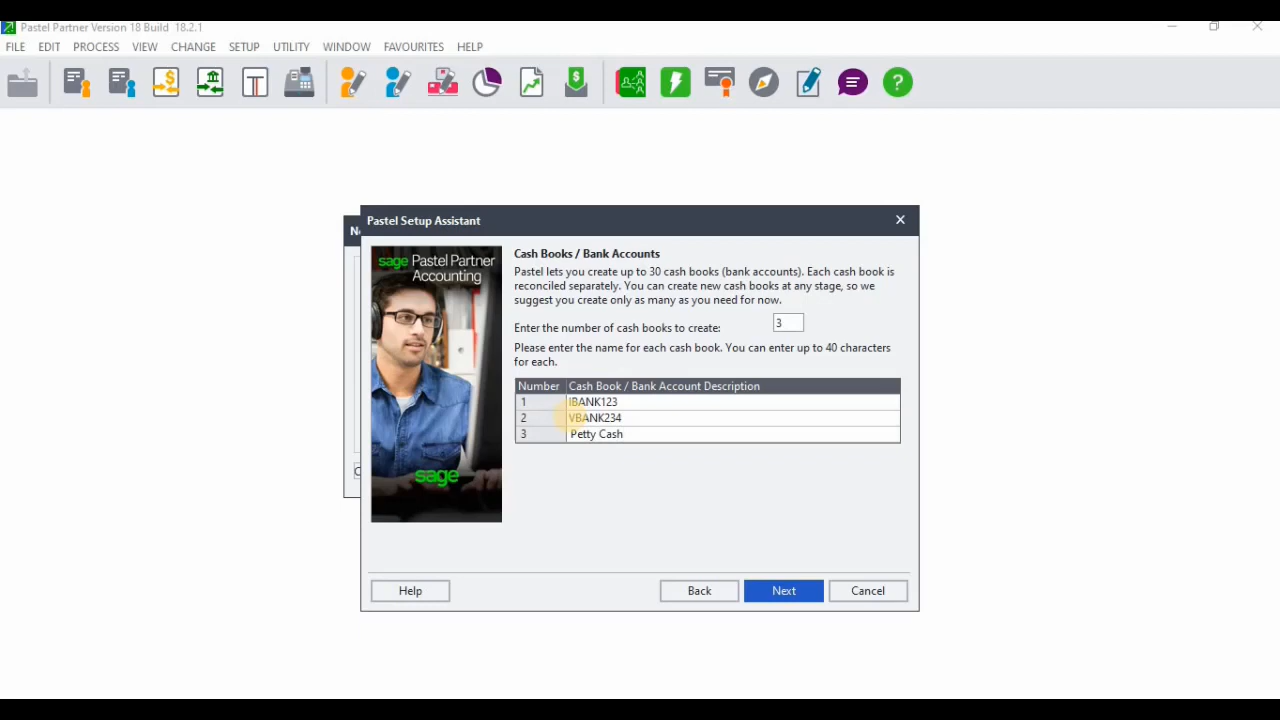 Pastel Partner Version 18 Build 18.2.1
FILE EDIT PROCESS VIEW CHANGE SETUP UTILITY WINDOW FAVOURITES HELP
Pastel Setup Assistant
sage Pastel Partner
Accounting
sage
Cash Books / Bank Accounts
Pastel lets you create up to 30 cash books (bank accounts). Each cash book is
reconciled separately. You can create new cash books at any stage, so we
suggest you create only as many as you need for now.
Enter the number of cash books to create: 3
Please enter the name for each cash book. You can enter up to 40 characters
for each.
Number Cash Book / Bank Account Description
1 IBANK123
2 VBANK234
3 Petty Cash
Help Back Next Cancel